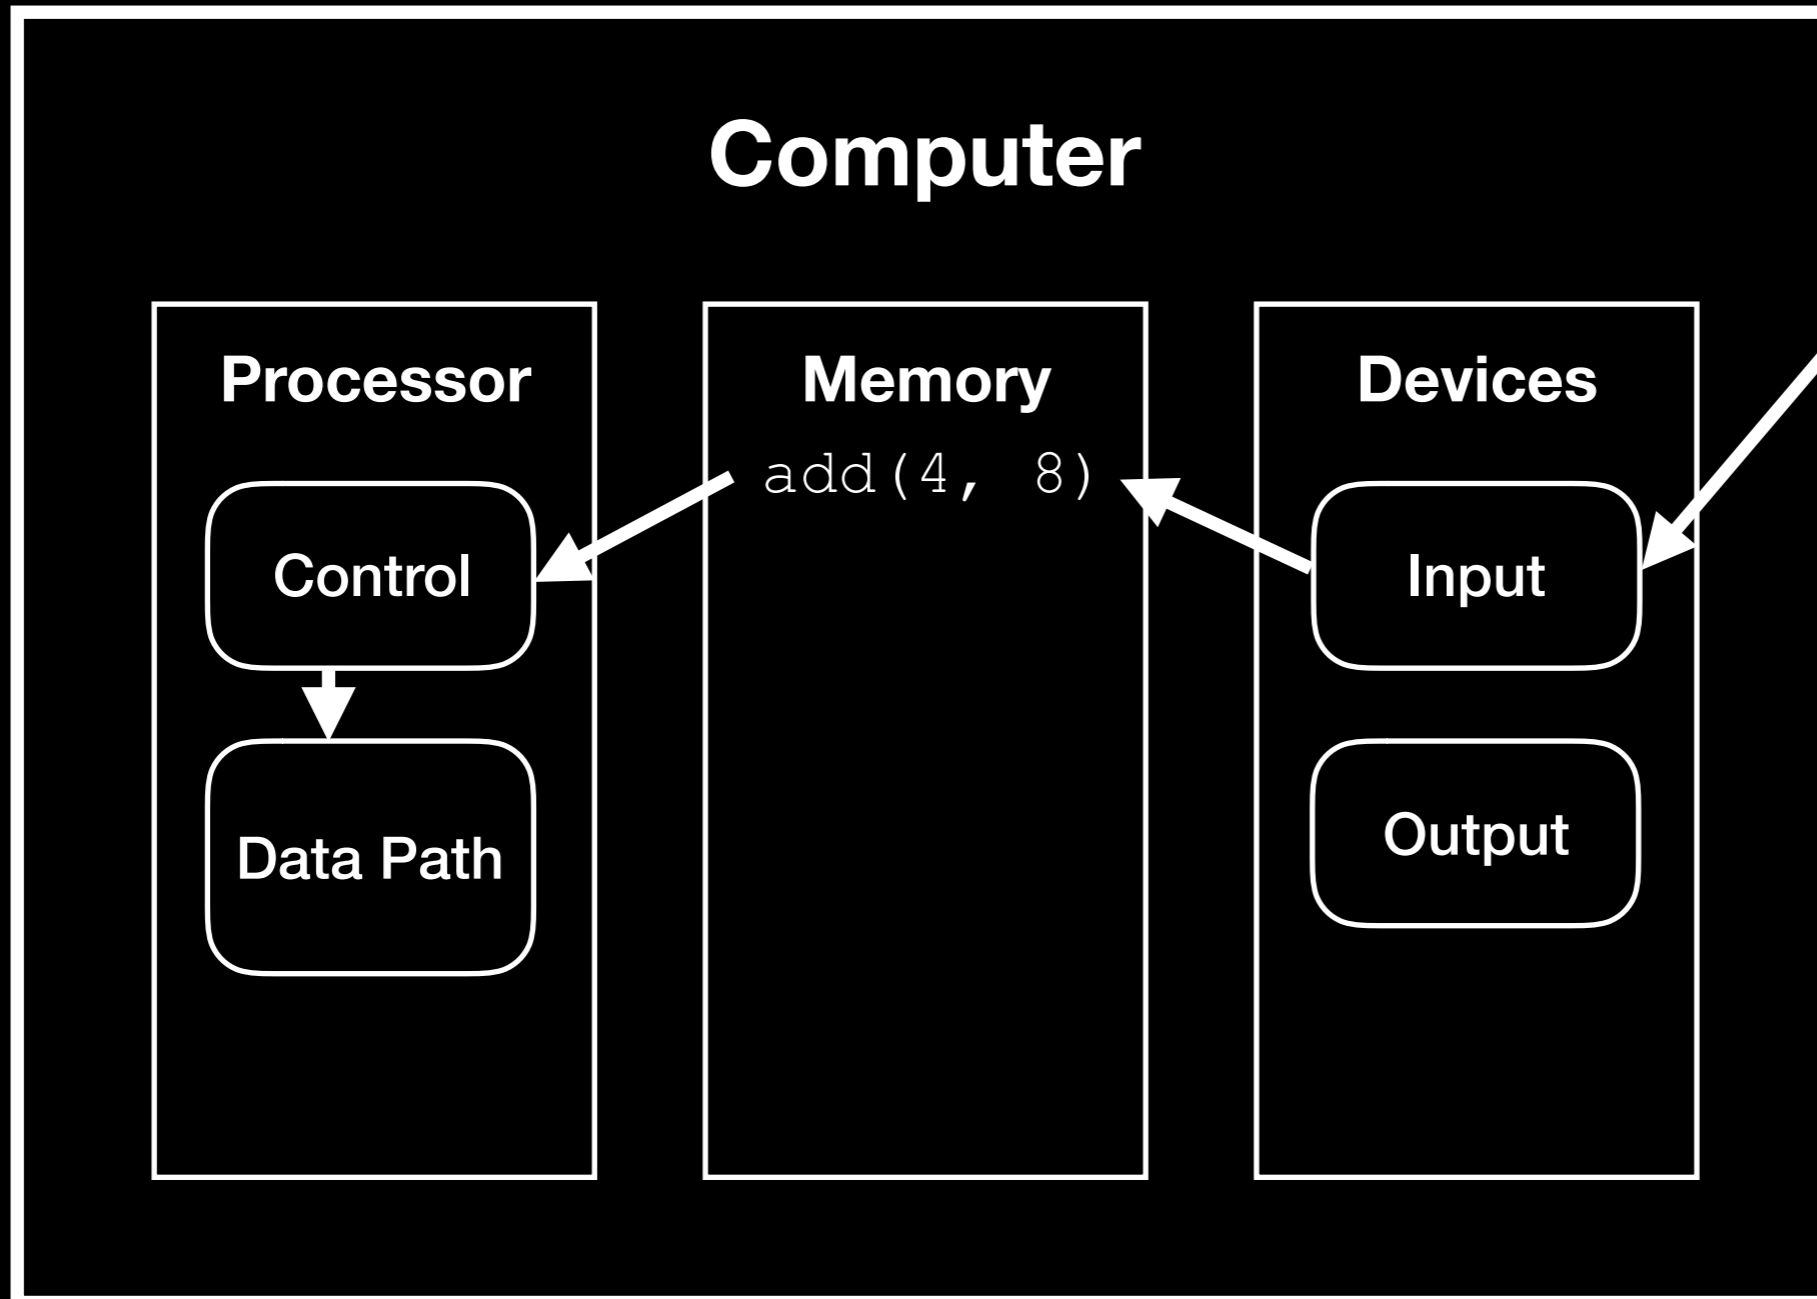 Computer
Processor
Control
Data Path
Memory
add(4, 8)
Devices
Input
Output